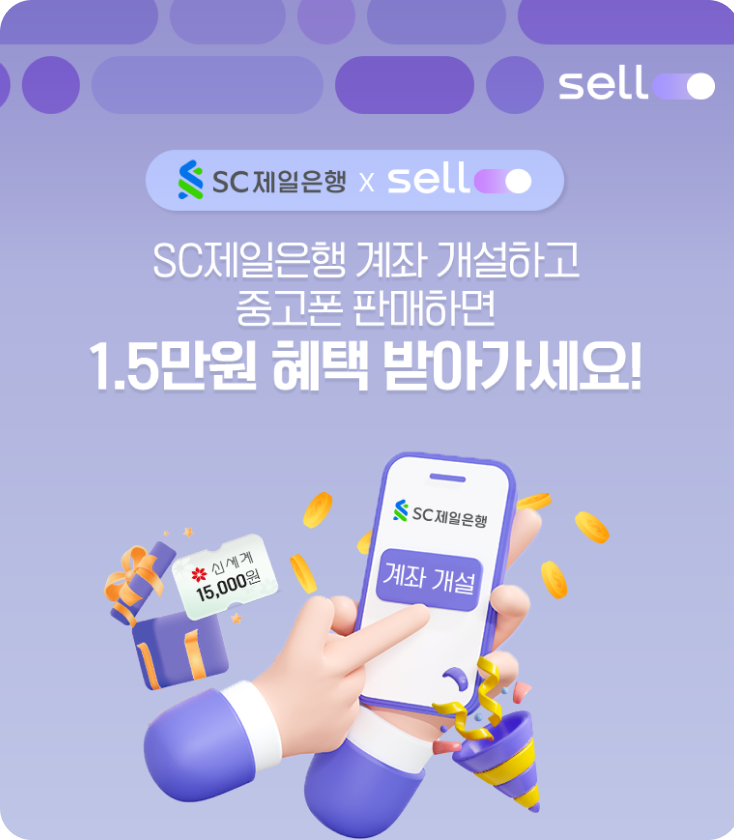 sell
SC제일은행 x sell
SC제일은행 계좌 개설하고
중고폰 판매하면
1.5만원 혜택 받아가세요!
SC제일은행
계좌 개설
신세계
15,000원